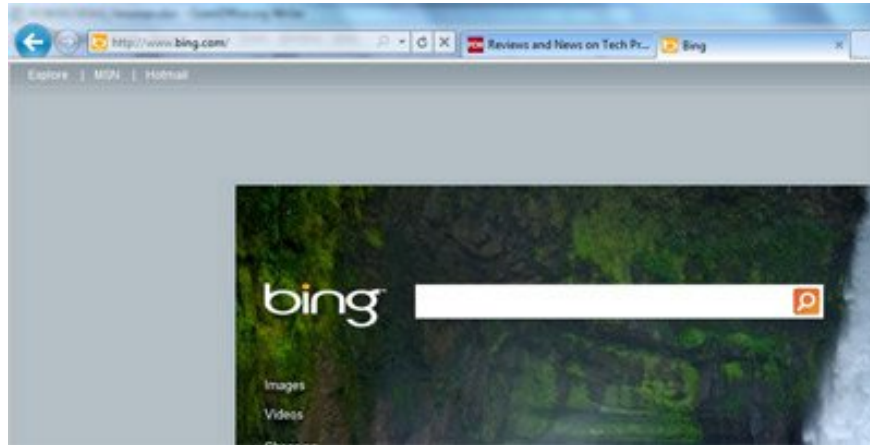 http://www.bing.com/
Reviews and News on Tech Pr...
Bing
Explore | MSN | Hotmail
bing
Images
Videos